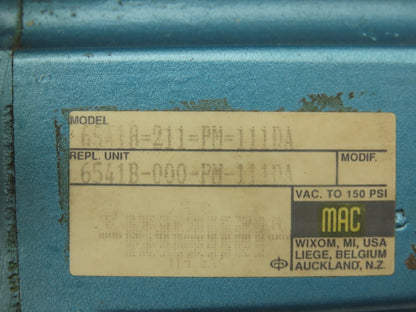 MODEL
6541B-211-PM-111DA
REPL. UNIT
MODIF.
6541B-000-PM-111DA
VAC. TO 150 PSI
MAC
WIXOM, MI, USA
LIEGE, BELGIUM
AUCKLAND, N.Z.